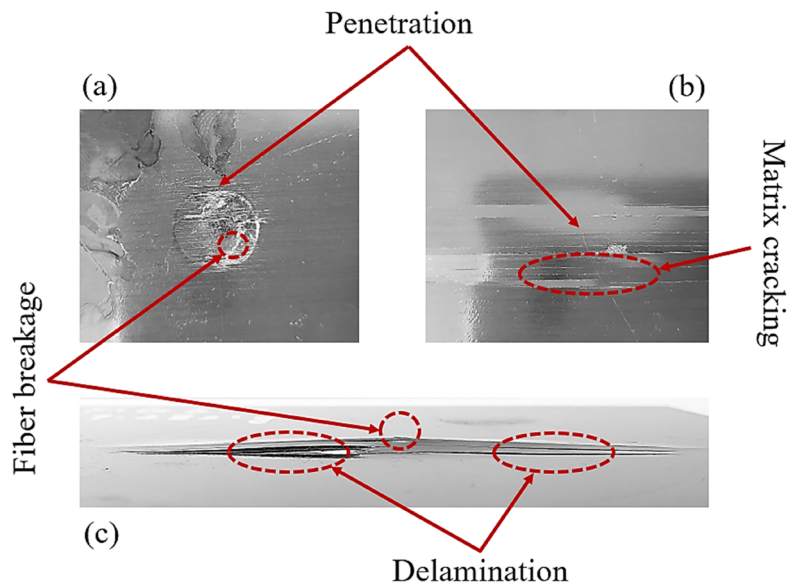 Penetration
(a)
(b)
Matrix cracking
Fiber breakage
(c)
Delamination